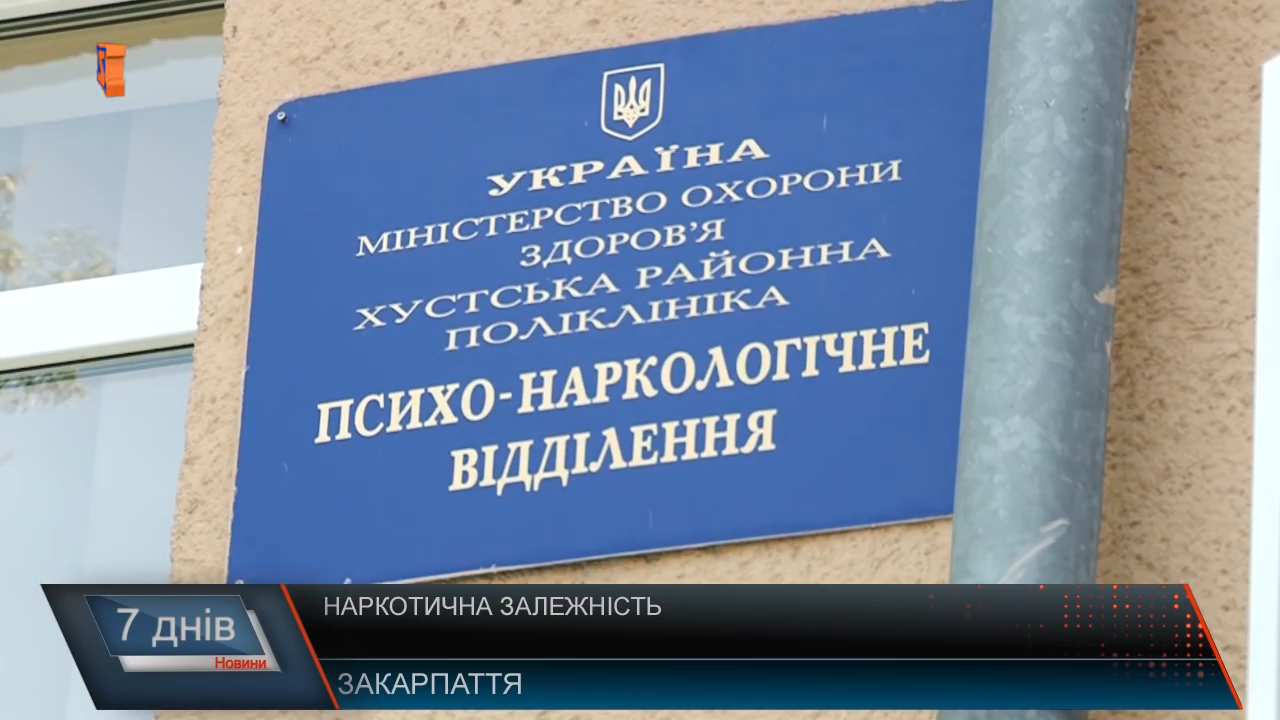 УКРАЇНА
МІНІСТЕРСТВО ОХОРОНИ
ЗДОРОВ’Я
ХУСТСЬКА РАЙОННА
ПОЛІКЛІНІКА
ПСИХО-НАРКОЛОГІЧНЕ
ВІДДІЛЕННЯ
7 днів
Новини
НАРКОТИЧНА ЗАЛЕЖНІСТЬ
ЗАКАРПАТТЯ